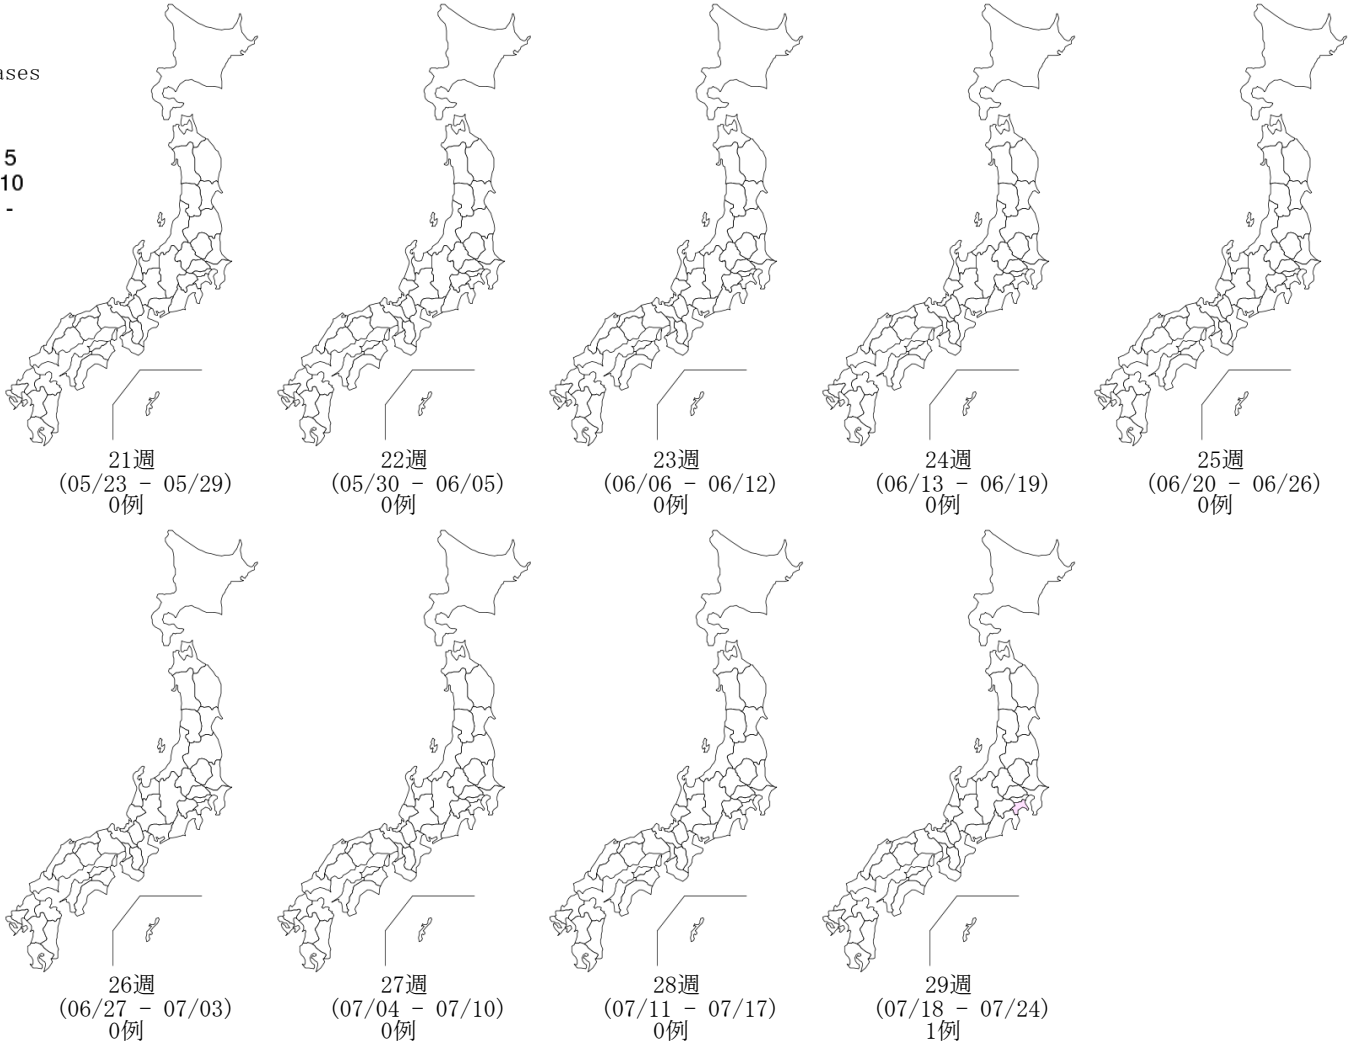 ases
5
10
-
21週 22週 23週 24週 25週
(05/23 - 05/29) (05/30 - 06/05) (06/06 - 06/12) (06/13 - 06/19) (06/20 - 06/26)
0例 0例 0例 0例 0例
26週 27週 28週 29週
(06/27 - 07/03) (07/04 - 07/10) (07/11 - 07/17) (07/18 - 07/24)
0例 0例 0例 1例